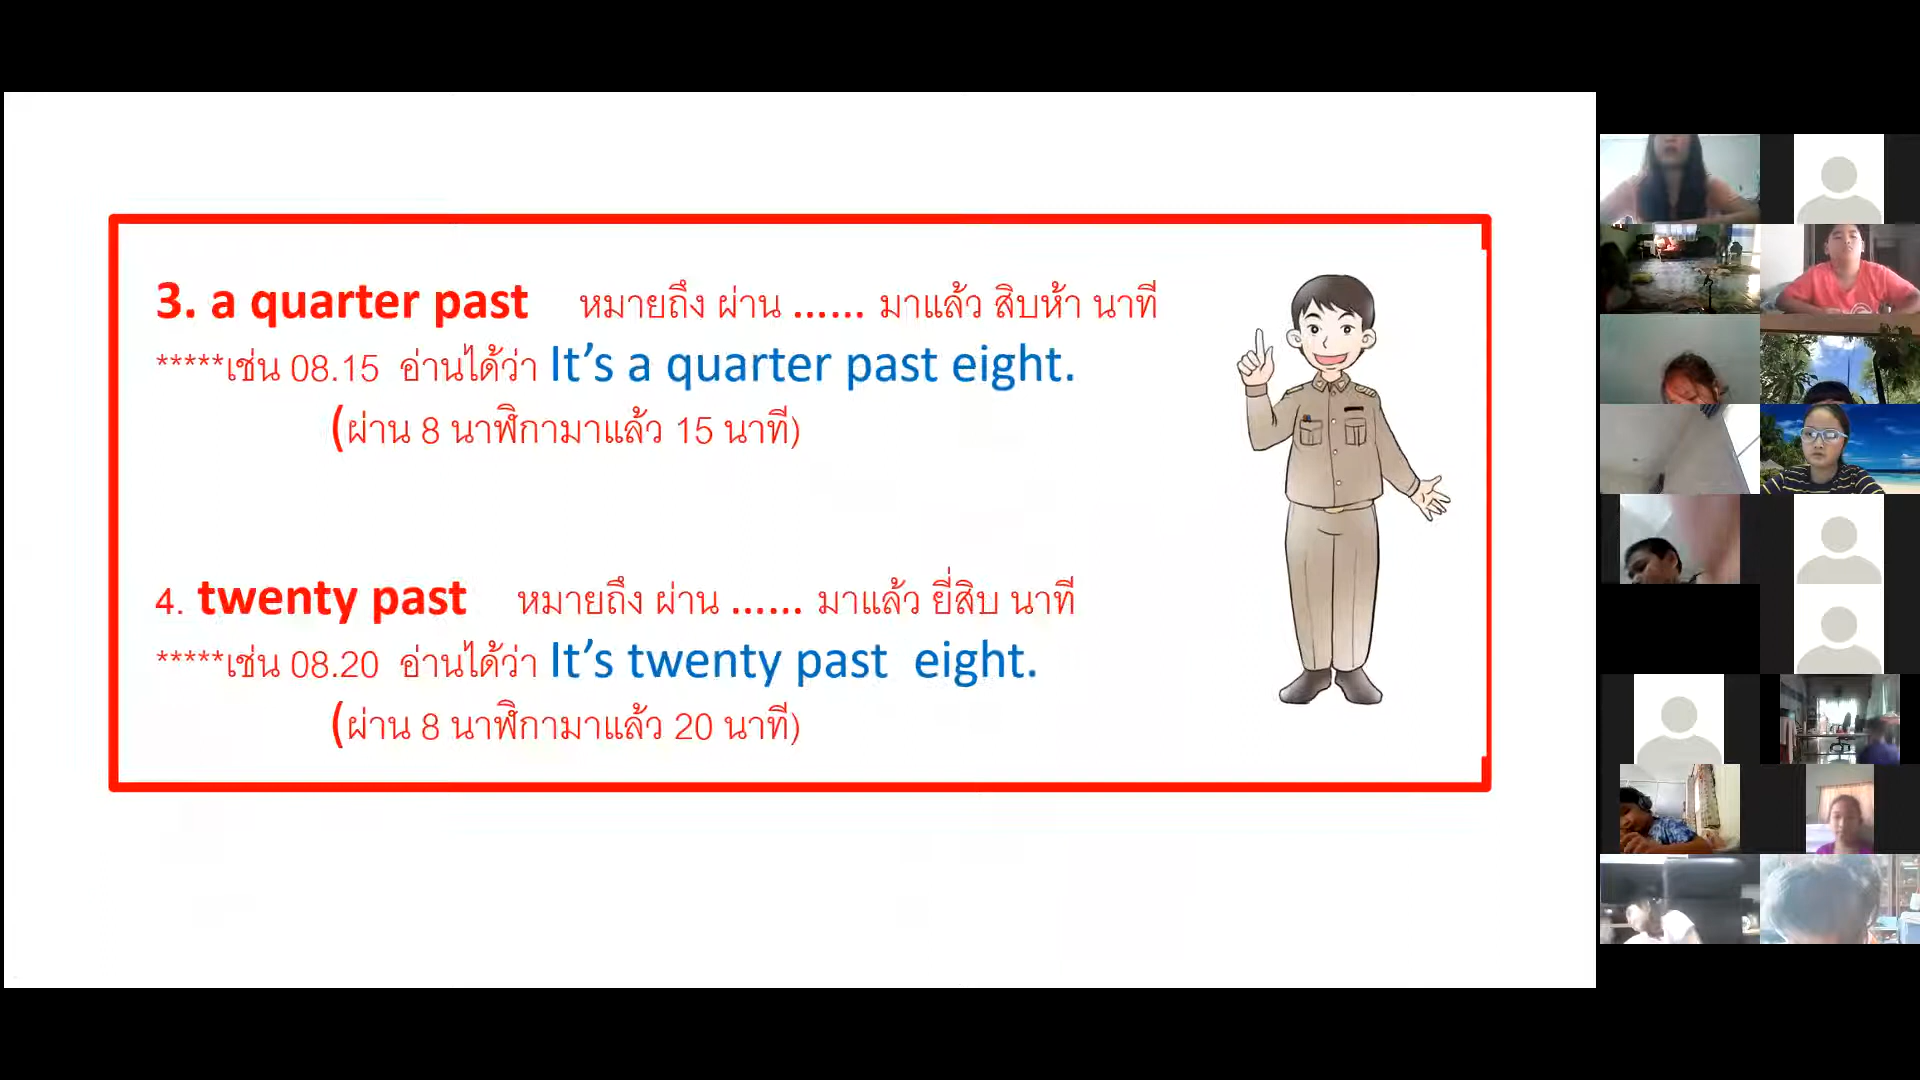 3. a quarter past หมายถึง ผ่าน ...... มาแล้ว สิบห้า นาที
*****เช่น 08.15 อ่านได้ว่า It’s a quarter past eight.
(ผ่าน 8 นาฬิกามาแล้ว 15 นาที)
4. twenty past หมายถึง ผ่าน ...... มาแล้ว ยี่สิบ นาที
*****เช่น 08.20 อ่านได้ว่า It’s twenty past eight.
(ผ่าน 8 นาฬิกามาแล้ว 20 นาที)